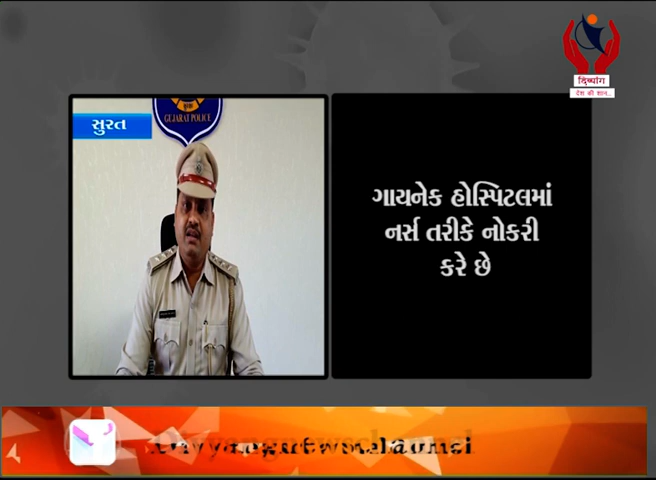 दिव्यांग
देश की शान..
સુરત
GUJARAT POLICE
ગાયનેક હોસ્પિટલમાં
નર્સ તરીકે નોકરી
કરે છે